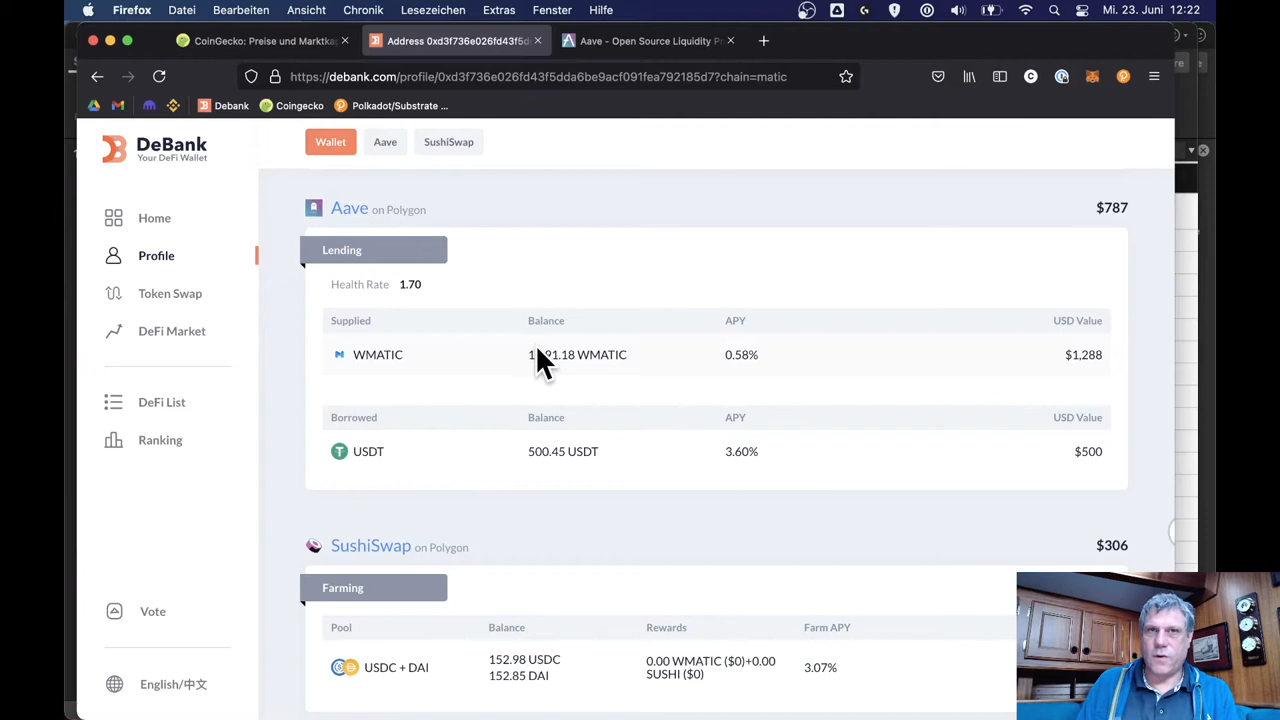 Firefox Datei Bearbeiten Ansicht Chronik Lesezeichen Extras Fenster Hilfe Mi. 23. Juni 12:22
CoinGecko: Preise und Marktka Address 0xd3f736e026fd43f5d Aave - Open Source Liquidity Pr
https://debank.com/profile/0xd3f736e026fd43f5dda6be9acf091fea792185d7?chain=matic
Debank Coingecko Polkadot/Substrate ...
DeBank
Your DeFi Wallet
Wallet Aave SushiSwap
Home
Profile
Token Swap
DeFi Market
DeFi List
Ranking
Vote
English/中文
Aave on Polygon $787
Lending
Health Rate 1.70
Supplied Balance APY USD Value
WMATIC WMATIC 0.58% $1,288
Borrowed Balance APY USD Value
USDT 500.45 USDT 3.60% $500
SushiSwap on Polygon $306
Farming
Pool Balance Rewards Farm APY
USDC + DAI 152.98 USDC 0.00 WMATIC ($0)+0.00 3.07%
152.85 DAI SUSHI ($0)